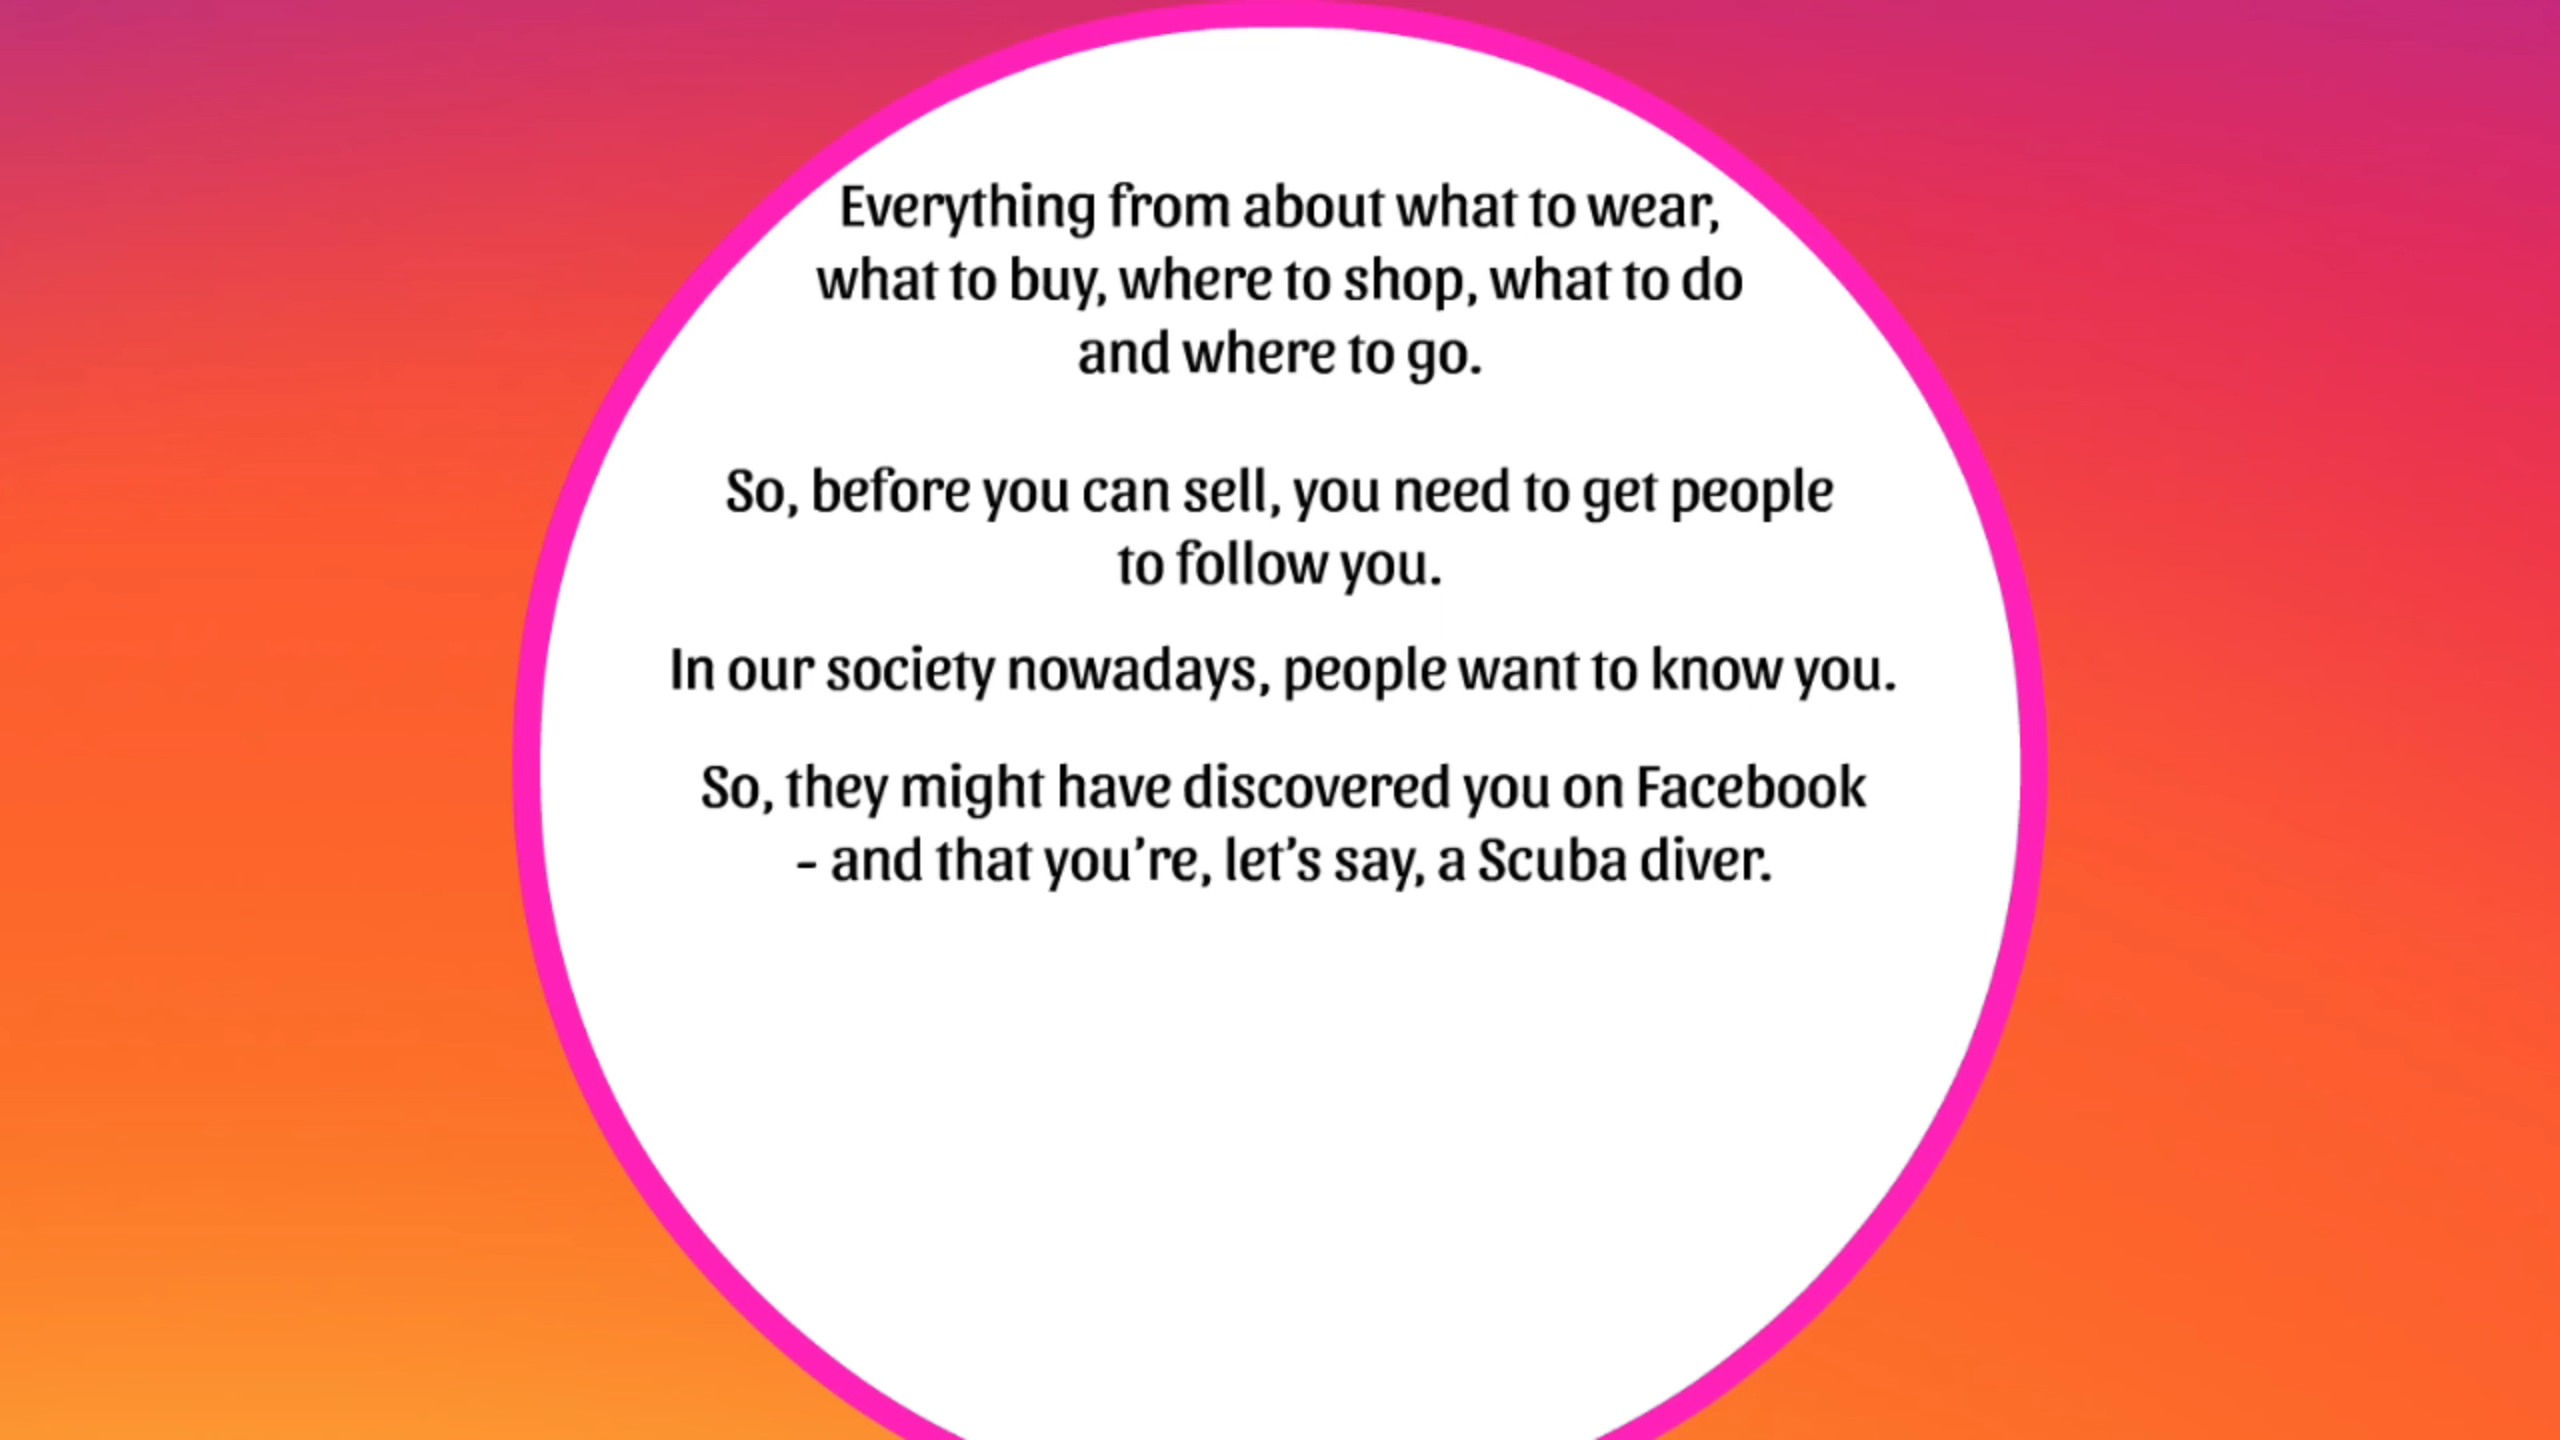 Everything from about what to wear,
what to buy, where to shop, what to do
and where to go.
So, before you can sell, you need to get people
to follow you.
In our society nowadays, people want to know you.
So, they might have discovered you on Facebook
- and that you’re, let’s say, a Scuba diver.